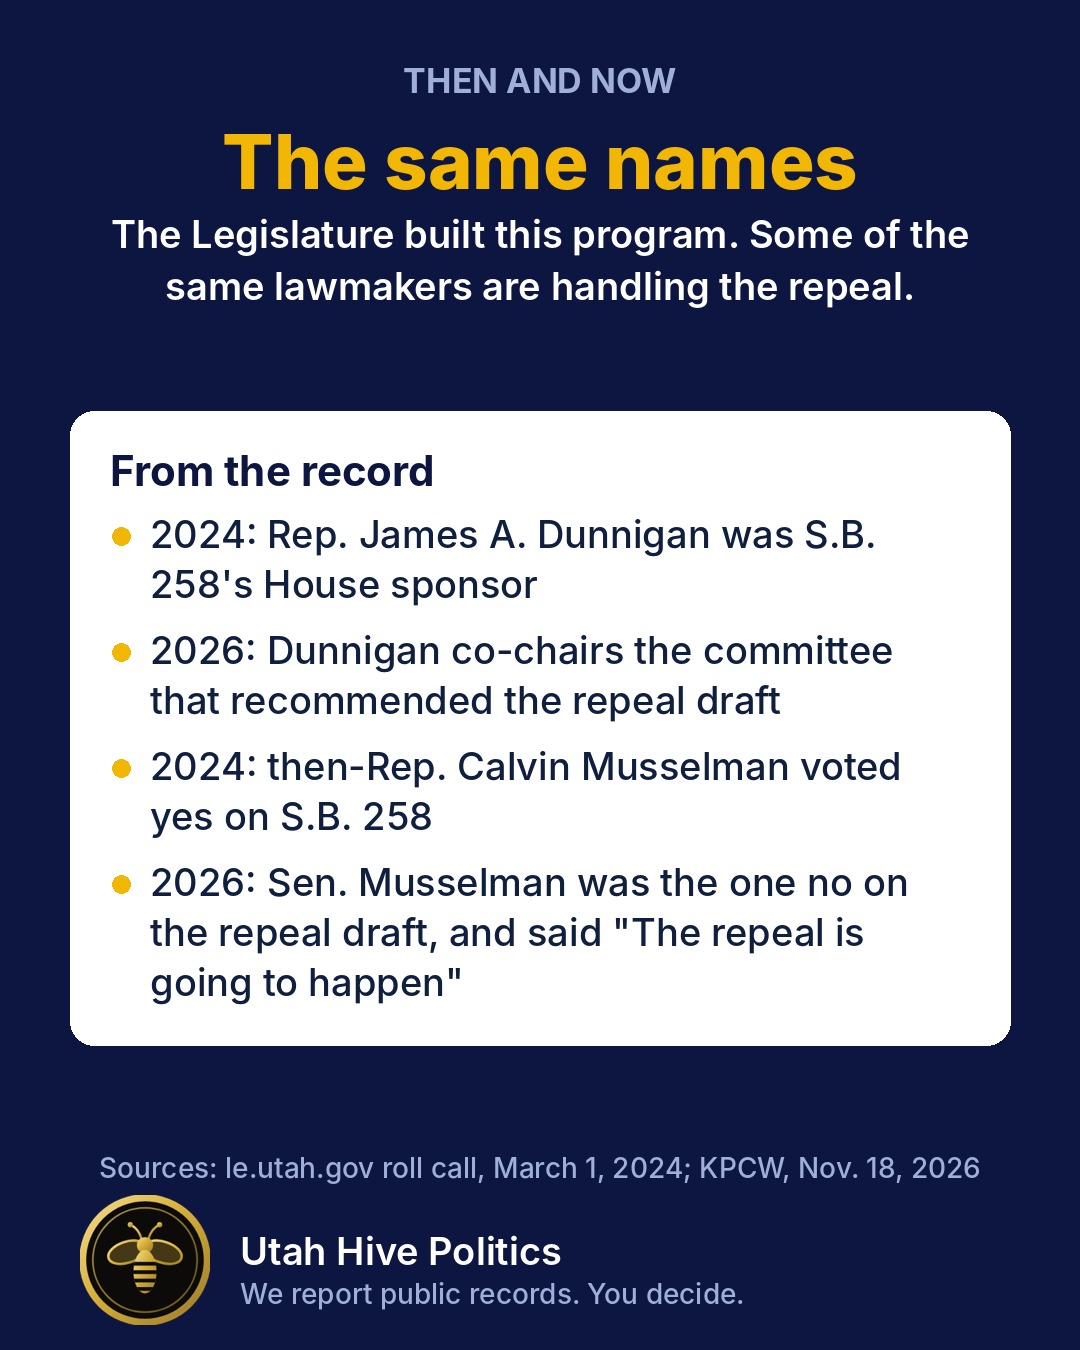 THEN AND NOW
The same names
The Legislature built this program. Some of the
same lawmakers are handling the repeal.
From the record
2024: Rep. James A. Dunnigan was S.B.
258's House sponsor
2026: Dunnigan co-chairs the committee
that recommended the repeal draft
2024: then-Rep. Calvin Musselman voted
yes on S.B. 258
2026: Sen. Musselman was the one no on
the repeal draft, and said "The repeal is
going to happen"
Sources: le.utah.gov roll call, March 1, 2024; KPCW, Nov. 18, 2026
Utah Hive Politics
We report public records. You decide.